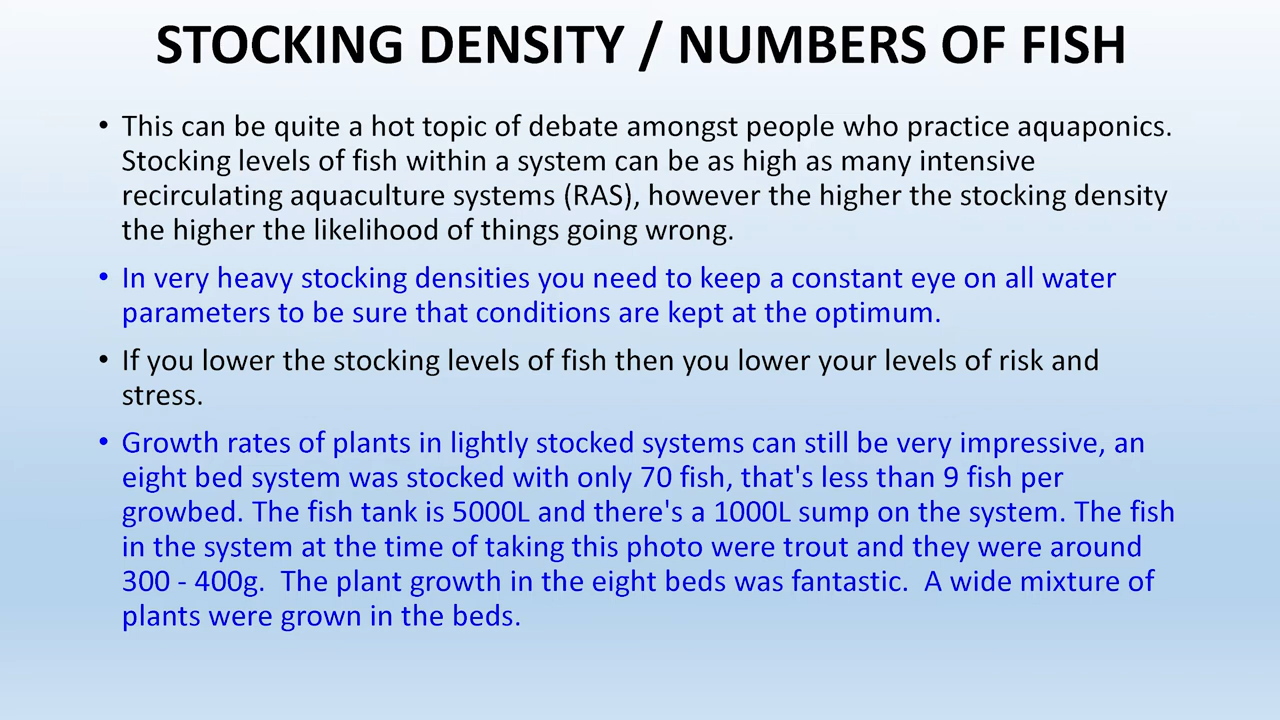 STOCKING DENSITY / NUMBERS OF FISH
• This can be quite a hot topic of debate amongst people who practice aquaponics.
Stocking levels of fish within a system can be as high as many intensive
recirculating aquaculture systems (RAS), however the higher the stocking density
the higher the likelihood of things going wrong.
• In very heavy stocking densities you need to keep a constant eye on all water
parameters to be sure that conditions are kept at the optimum.
• If you lower the stocking levels of fish then you lower your levels of risk and
stress.
• Growth rates of plants in lightly stocked systems can still be very impressive, an
eight bed system was stocked with only 70 fish, that's less than 9 fish per
growbed. The fish tank is 5000L and there's a 1000L sump on the system. The fish
in the system at the time of taking this photo were trout and they were around
300 - 400g.  The plant growth in the eight beds was fantastic.  A wide mixture of
plants were grown in the beds.